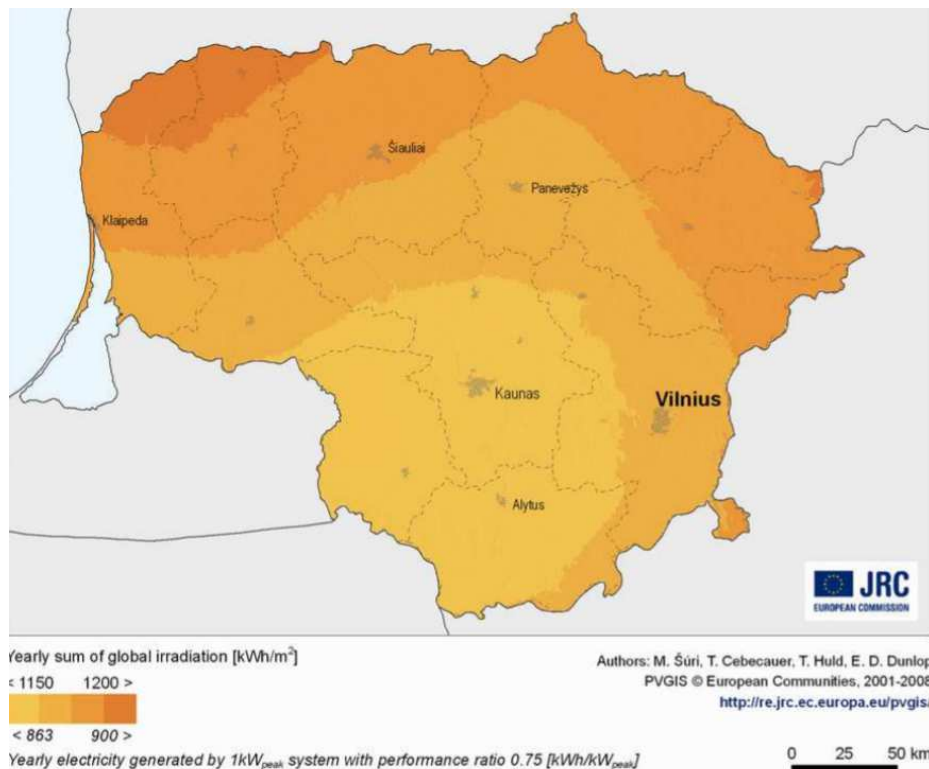 Šiauliai
Panevėžys
Klaipeda
Kaunas
Vilnius
Alytus
JRC
EUROPEAN COMMISSION
Yearly sum of global irradiation [kWh/m²]
< 1150 1200 >
< 863 900 >
Yearly electricity generated by 1kWpeak system with performance ratio 0.75 [kWh/kWpeak]
Authors: M. Šúri, T. Cebecauer, T. Huld, E. D. Dunlop
PVGIS © European Communities, 2001-2008
http://re.jrc.ec.europa.eu/pvgis/
0 25 50 km